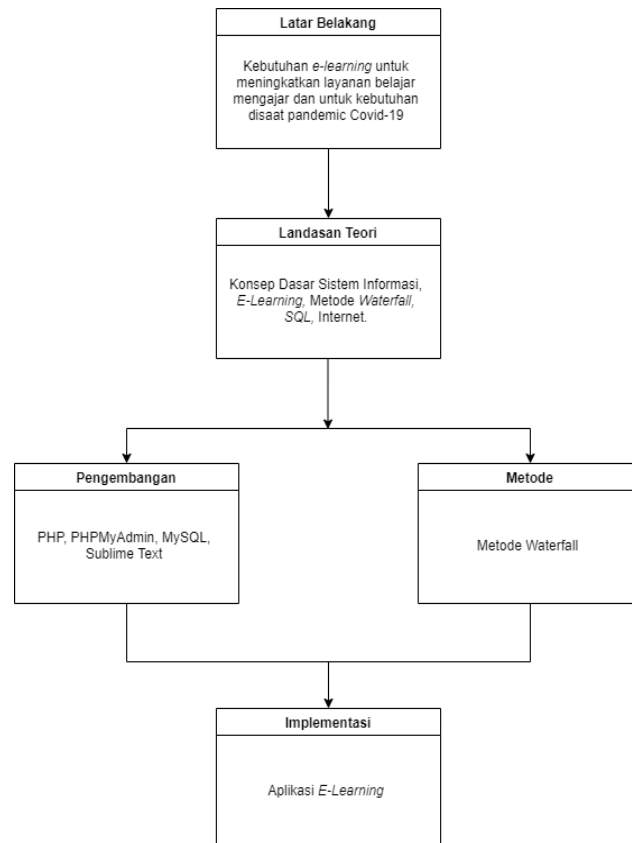 Latar Belakang
Kebutuhan e-learning untuk
meningkatkan layanan belajar
mengajar dan untuk kebutuhan
disaat pandemic Covid-19
Landasan Teori
Konsep Dasar Sistem Informasi,
E-Learning, Metode Waterfall,
SQL, Internet.
Pengembangan
PHP, PHPMyAdmin, MySQL,
Sublime Text
Metode
Metode Waterfall
Implementasi
Aplikasi E-Learning